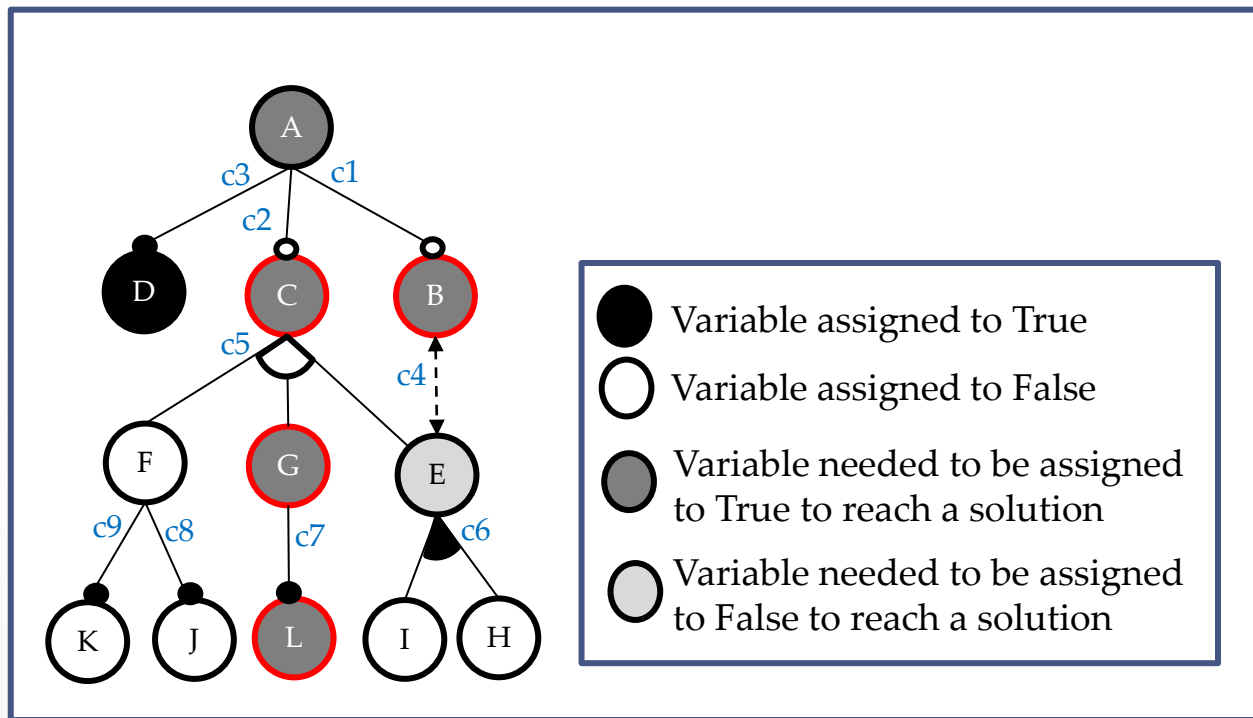 A
c3
c1
c2
D
C
B
c5
c4
F
G
E
c9
c8
c7
c6
K
J
L
I
H
Variable assigned to True
Variable assigned to False
Variable needed to be assigned
to True to reach a solution
Variable needed to be assigned
to False to reach a solution